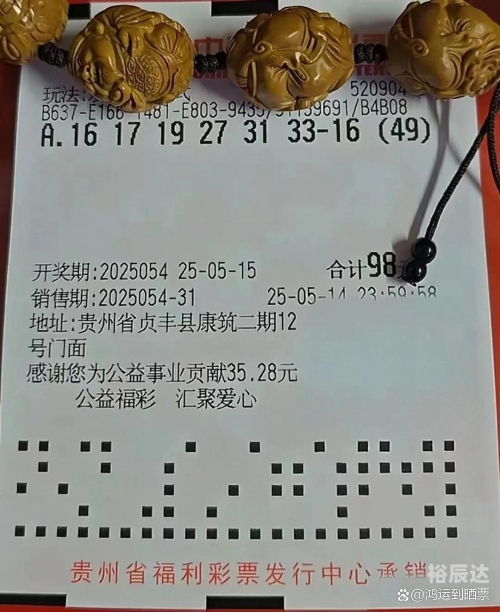 玩法:
520904
B637-E166
1481-E803-9435
9691/B4B08
A.16 17 19 27 31 33-16 (49)
开奖期:2025054 25-05-15 合计98元
销售期:2025054-31 25-05-14 23:59:58
地址:贵州省贞丰县康筑二期12
号门面
感谢您为公益事业贡献35.28元
公益福彩 汇聚爱心
贵州省福利彩票发行中心承销
裕辰达
@鸿运到晒票